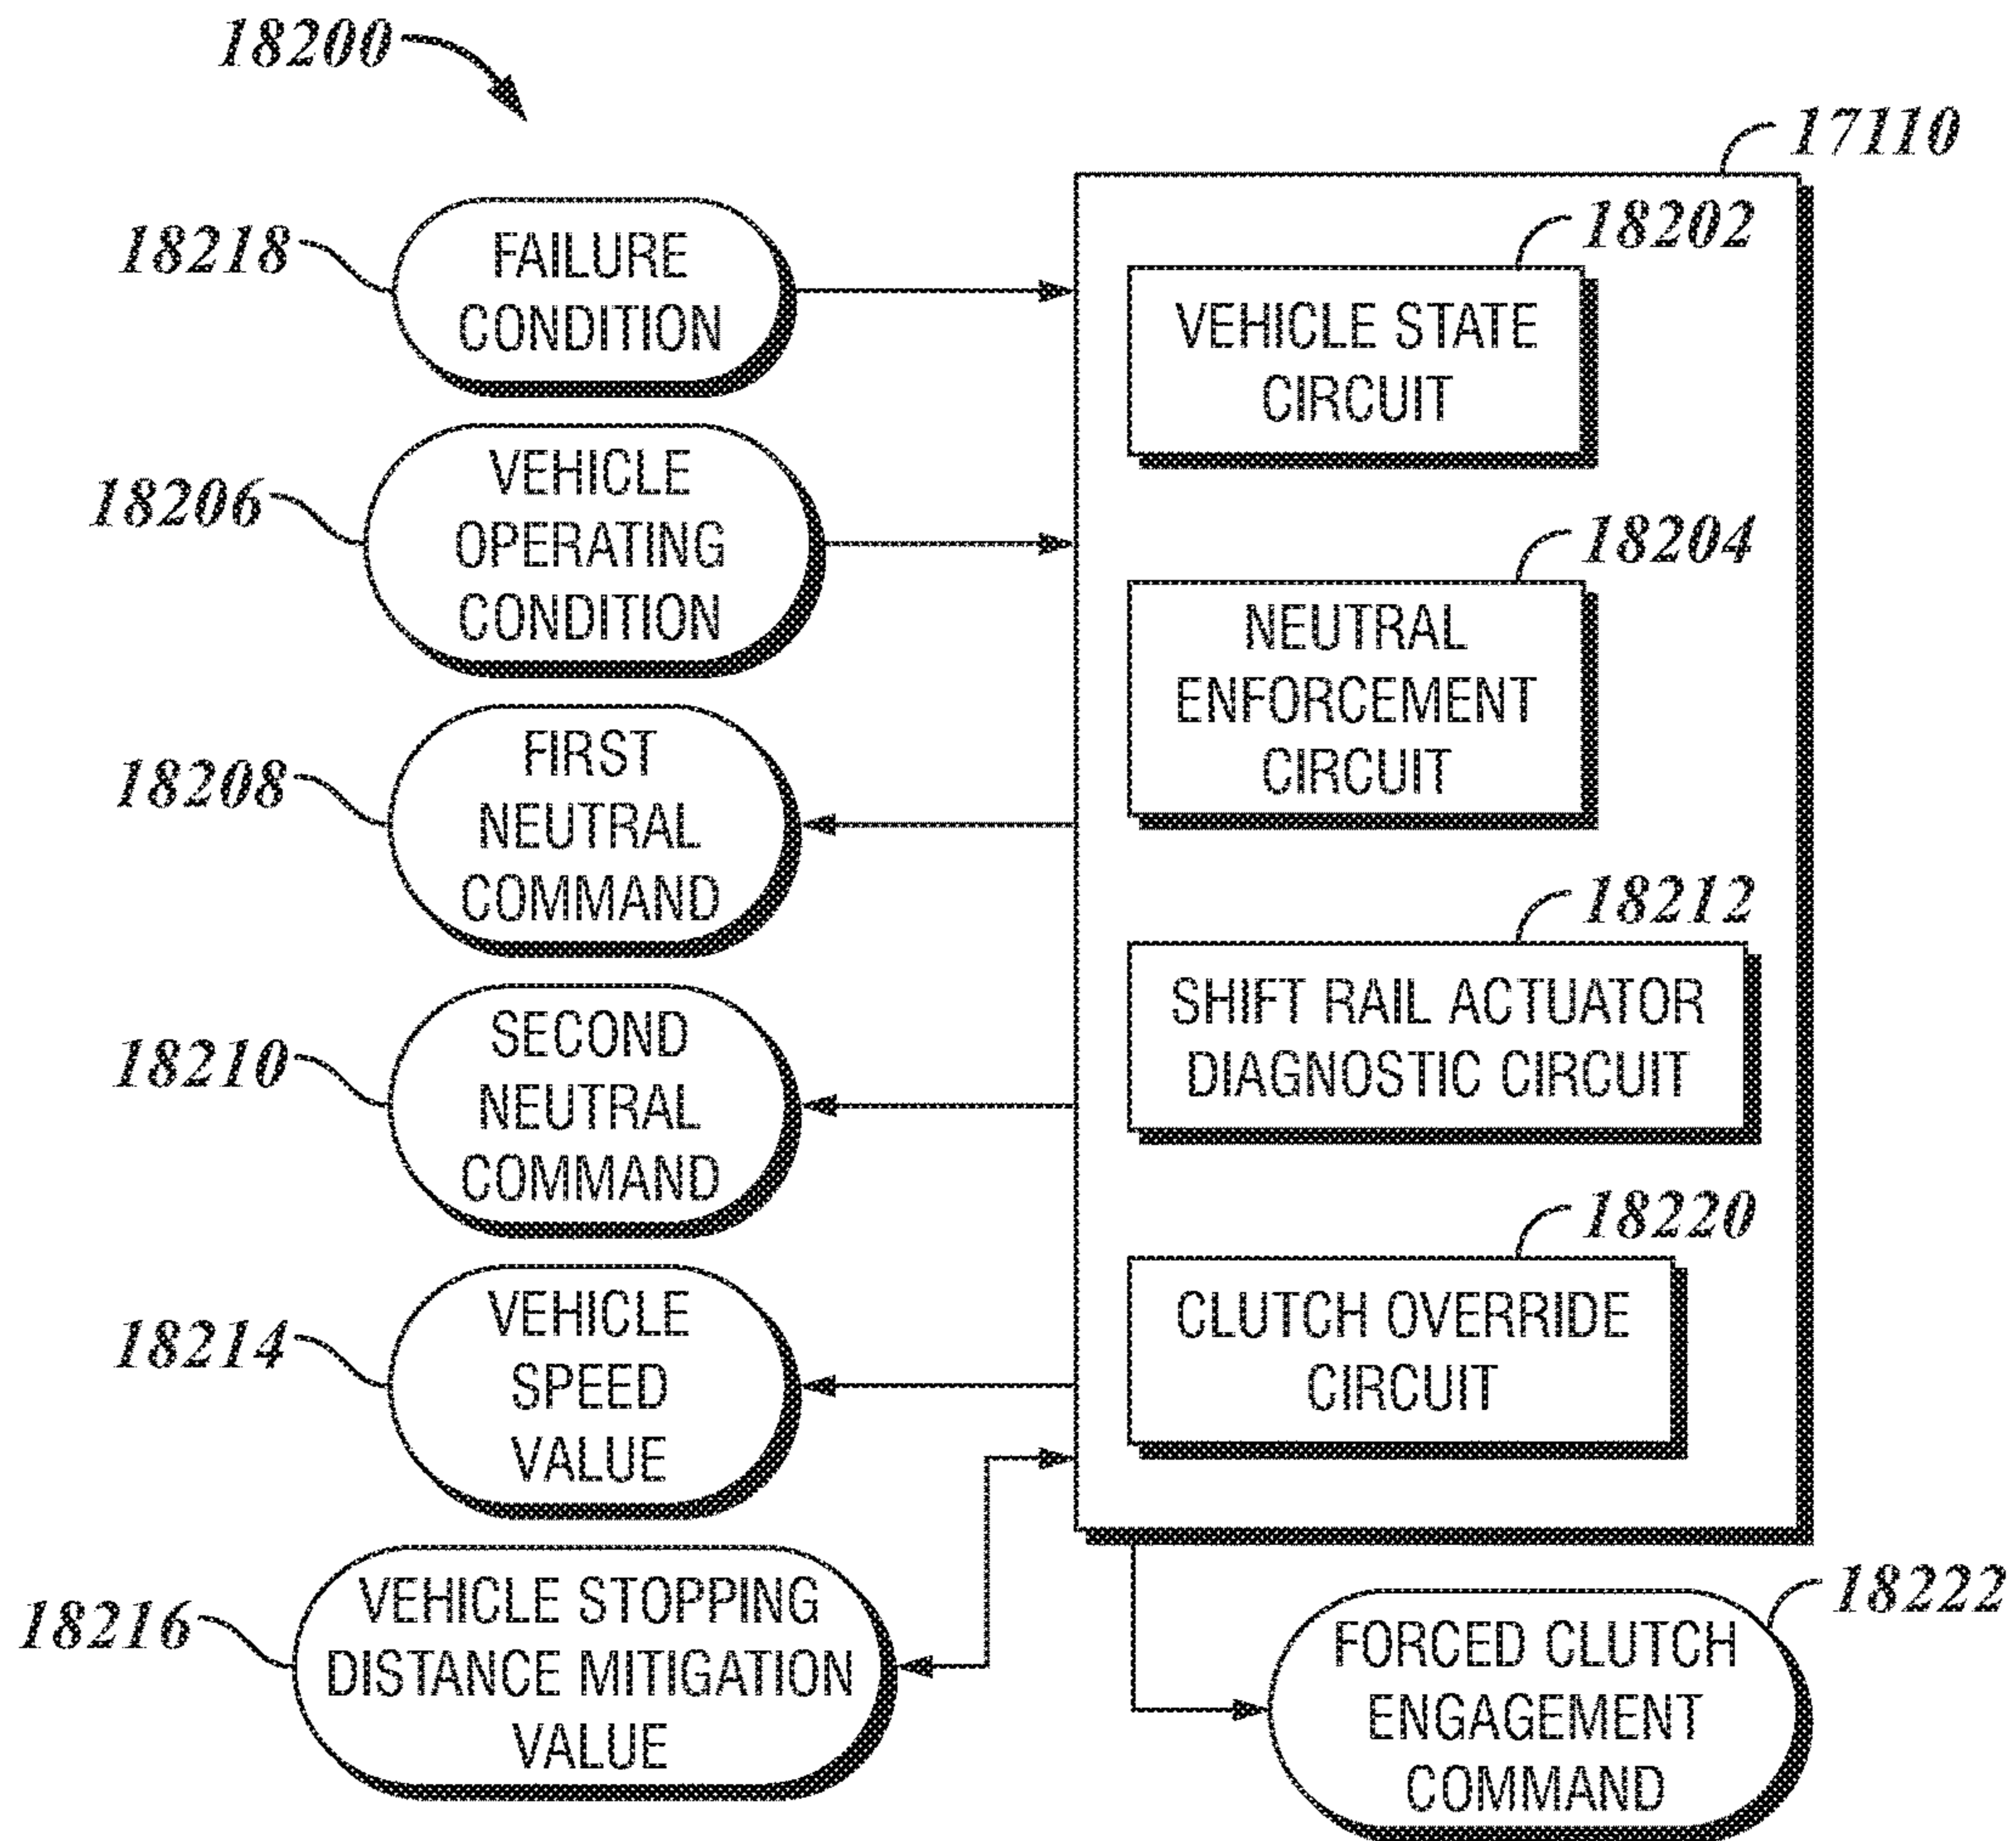 18200
17110
18218
FAILURE
CONDITION
18202
VEHICLE STATE
CIRCUIT
18206
VEHICLE
OPERATING
CONDITION
18204
NEUTRAL
ENFORCEMENT
CIRCUIT
18208
FIRST
NEUTRAL
COMMAND
18212
SHIFT RAIL ACTUATOR
DIAGNOSTIC CIRCUIT
18210
SECOND
NEUTRAL
COMMAND
18220
CLUTCH OVERRIDE
CIRCUIT
18214
VEHICLE
SPEED
VALUE
18216
VEHICLE STOPPING
DISTANCE MITIGATION
VALUE
18222
FORCED CLUTCH
ENGAGEMENT
COMMAND